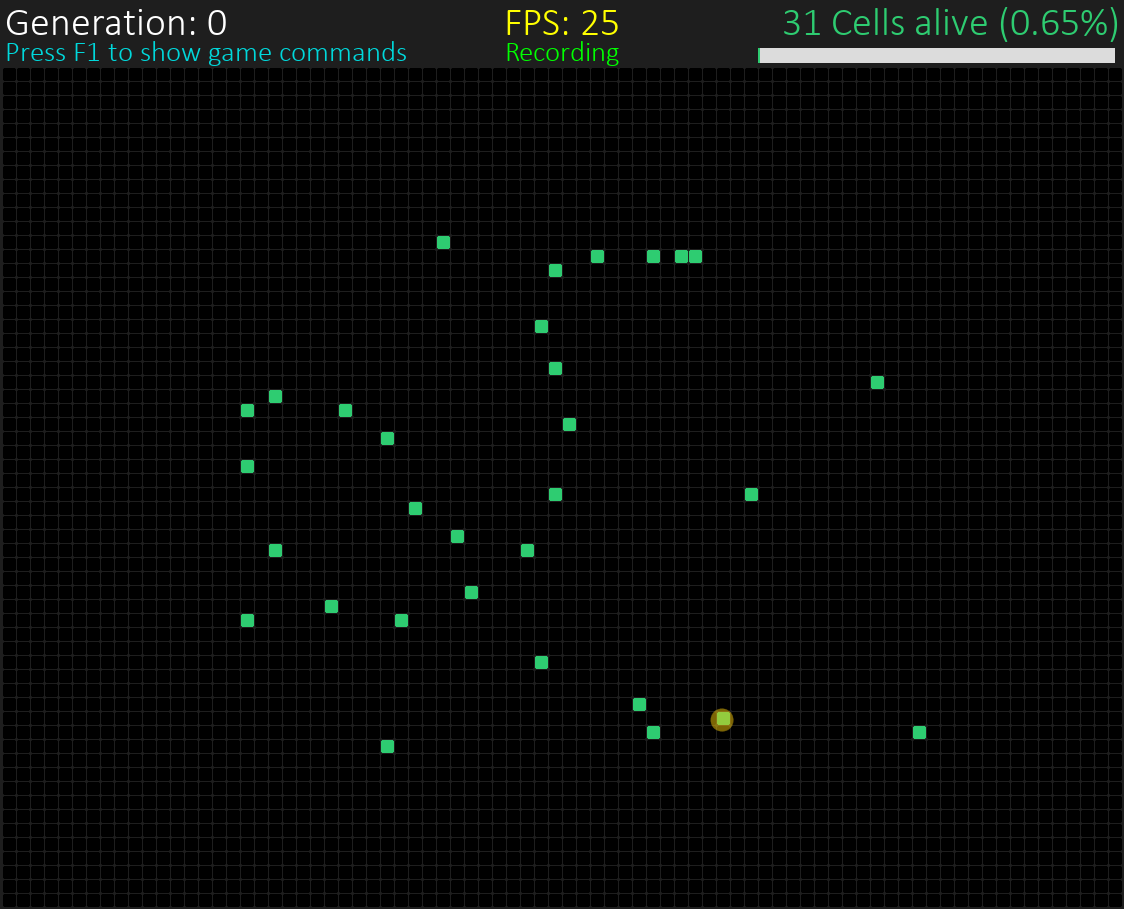 Generation: 0
FPS: 25
31 Cells alive (0.65%)
Press F1 to show game commands
Recording